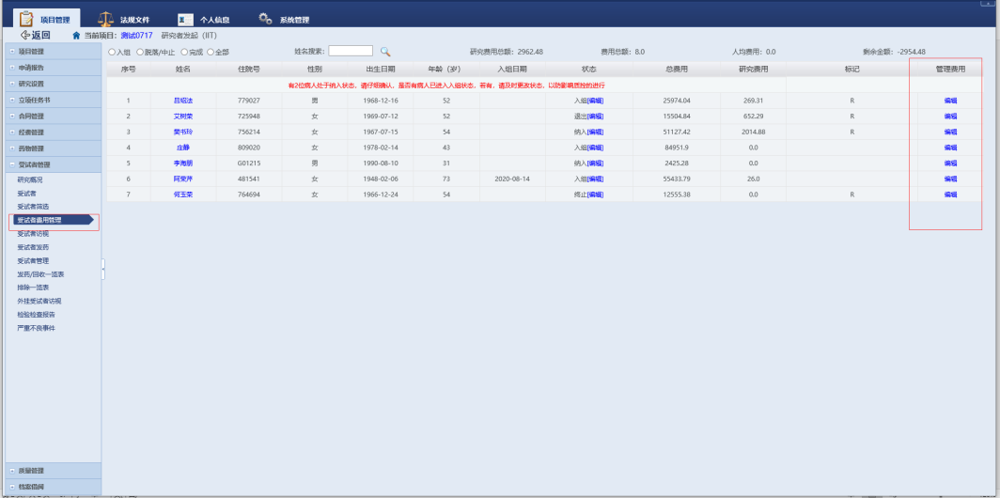 项目管理 法规文件 个人信息 系统管理
返回 当前项目: 测试0717 研究者发起 (IIT)
项目管理
申请报告
研究设置
立项任务书
合同管理
经费管理
药物管理
受试者管理
研究概况
受试者
受试者筛选
受试者费用管理
受试者访视
受试者发药
受试者管理
发药/回收一览表
排除一览表
外挂受试者访视
检验检查报告
严重不良事件
质量管理
档案借阅
入组 脱落/中止 完成 全部 姓名搜索: 研究费用总额: 2962.48 费用总额: 8.0 人均费用: 0.0 剩余金额: -2954.48
序号 姓名 住院号 性别 出生日期 年龄（岁） 入组日期 状态 总费用 研究费用 标记 管理费用
有2位病人处于纳入状态，请仔细确认，是否有病人已进入入组状态，若有，请及时更改状态，以防影响质控的进行
1 吕绍法 779027 男 1968-12-16 52 入组[编辑] 25974.04 269.31 R 编辑
2 艾树荣 725948 女 1969-07-12 52 退出[编辑] 15504.84 652.29 R 编辑
3 樊书玲 756214 女 1967-07-15 54 纳入[编辑] 51127.42 2014.88 R 编辑
4 庄静 809020 女 1978-02-14 43 入组[编辑] 84951.9 0.0 编辑
5 李海朋 G01215 男 1990-08-10 31 纳入[编辑] 2425.28 0.0 编辑
6 阿荣芹 481541 女 1948-02-06 73 2020-08-14 入组[编辑] 55433.79 26.0 编辑
7 何玉荣 764694 女 1966-12-24 54 终止[编辑] 12555.38 0.0 R 编辑